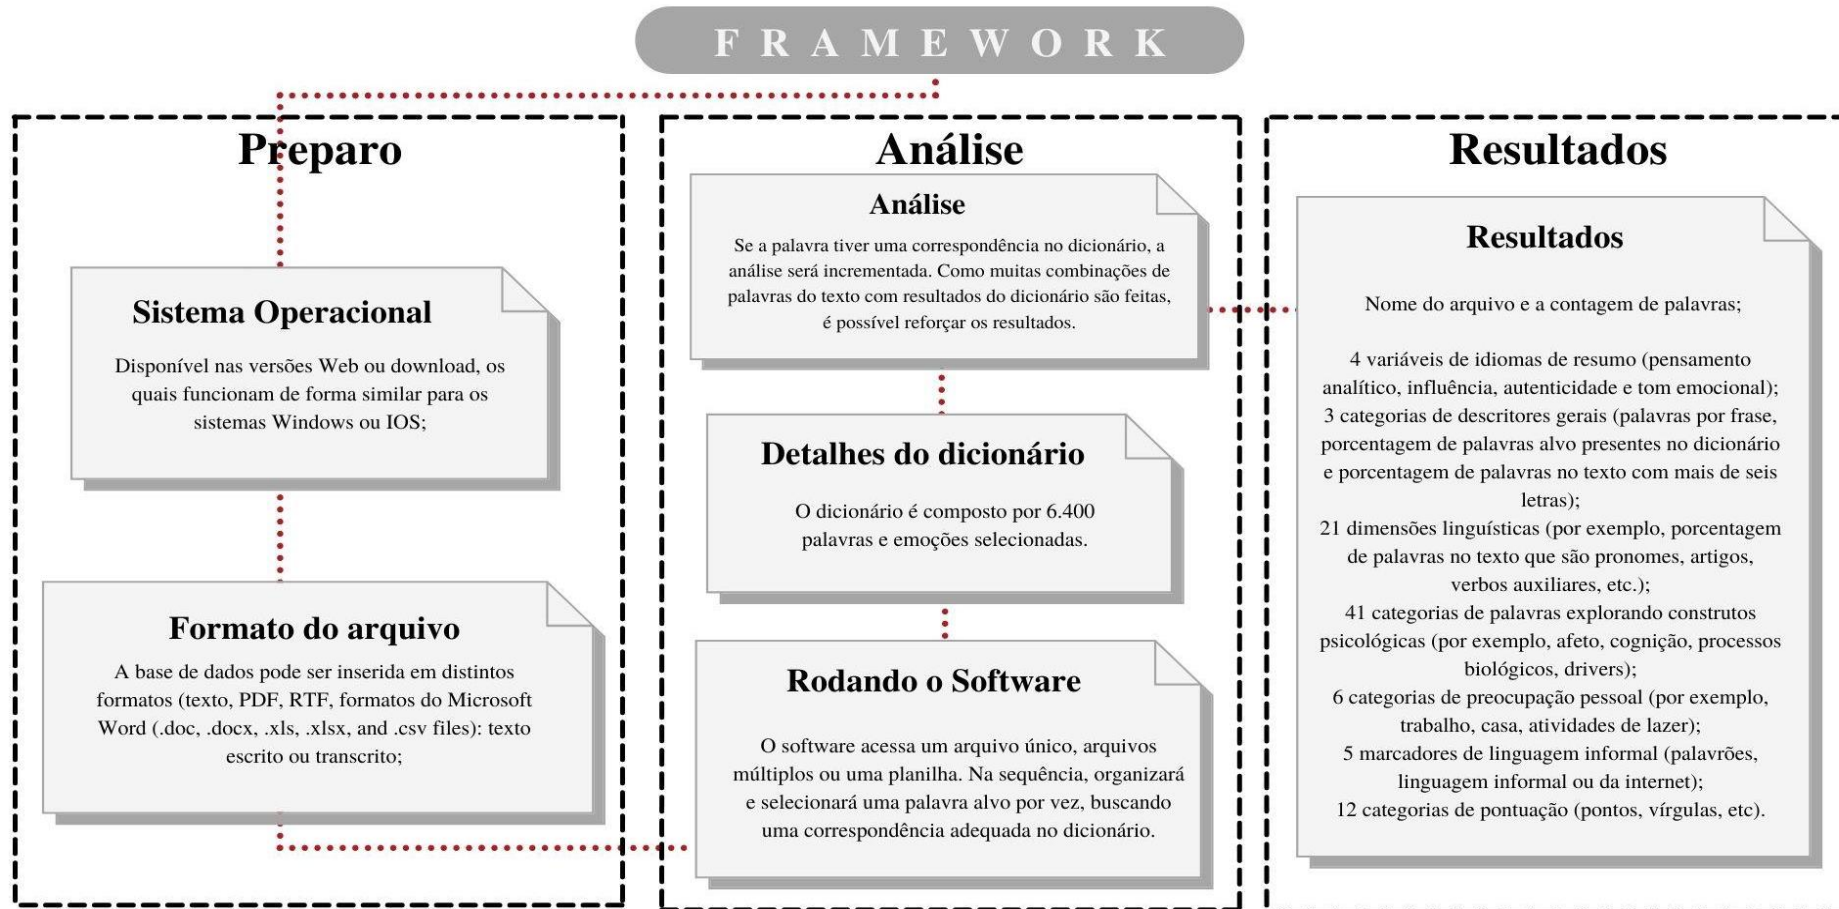 FRAMEWORK
Preparo
Sistema Operacional
Disponível nas versões Web ou download, os
quais funcionam de forma similar para os
sistemas Windows ou IOS;
Formato do arquivo
A base de dados pode ser inserida em distintos
formatos (texto, PDF, RTF, formatos do Microsoft
Word (.doc, .docx, .xls, .xlsx, and .csv files): texto
escrito ou transcrito;
Análise
Análise
Se a palavra tiver uma correspondência no dicionário, a
análise será incrementada. Como muitas combinações de
palavras do texto com resultados do dicionário são feitas,
é possível reforçar os resultados.
Detalhes do dicionário
O dicionário é composto por 6.400
palavras e emoções selecionadas.
Rodando o Software
O software acessa um arquivo único, arquivos
múltiplos ou uma planilha. Na sequência, organizará
e selecionará uma palavra alvo por vez, buscando
uma correspondência adequada no dicionário.
Resultados
Resultados
Nome do arquivo e a contagem de palavras;
4 variáveis de idiomas de resumo (pensamento
analítico, influência, autenticidade e tom emocional);
3 categorias de descritores gerais (palavras por frase,
porcentagem de palavras alvo presentes no dicionário
e porcentagem de palavras no texto com mais de seis
letras);
21 dimensões linguísticas (por exemplo, porcentagem
de palavras no texto que são pronomes, artigos,
verbos auxiliares, etc.);
41 categorias de palavras explorando construtos
psicológicas (por exemplo, afeto, cognição, processos
biológicos, drivers);
6 categorias de preocupação pessoal (por exemplo,
trabalho, casa, atividades de lazer);
5 marcadores de linguagem informal (palavrões,
linguagem informal ou da internet);
12 categorias de pontuação (pontos, vírgulas, etc).